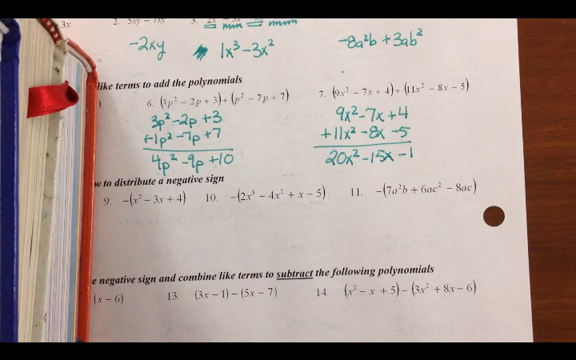 3x
2. 5xy − 7xy
3.
-2xy
1x³-3x²
-8a²b+3ab²
like terms to add the polynomials
6. (3p² − 2p + 3) + (p² − 7p + 7)
7. (9x² − 7x + 4) + (11x² − 8x − 5)
3p²-2p+3
9x²-7x+4
+1p²-7p+7
+11x²-8x-5
4p²-9p+10
20x²-15x-1
w to distribute a negative sign
9. −(x² − 3x + 4)
10. −(2x³ − 4x² + x − 5)
11. −(7a²b + 6ac² − 8ac)
e negative sign and combine like terms to subtract the following polynomials
(x − 6)
13. (3x − 1) − (5x − 7)
14. (x² − x + 5) − (3x² + 8x − 6)